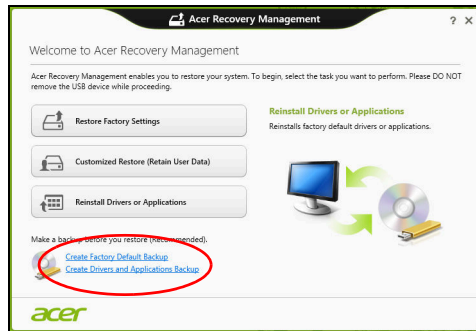 Acer Recovery Management
? X
Welcome to Acer Recovery Management
Acer Recovery Management enables you to restore your system. To begin, select the task you want to perform. Please DO NOT
remove the USB device while proceeding.
Restore Factory Settings
Customized Restore (Retain User Data)
Reinstall Drivers or Applications
Reinstall Drivers or Applications
Reinstalls factory default drivers or applications.
Make a backup before you restore (Recommended).
Create Factory Default Backup
Create Drivers and Applications Backup
acer